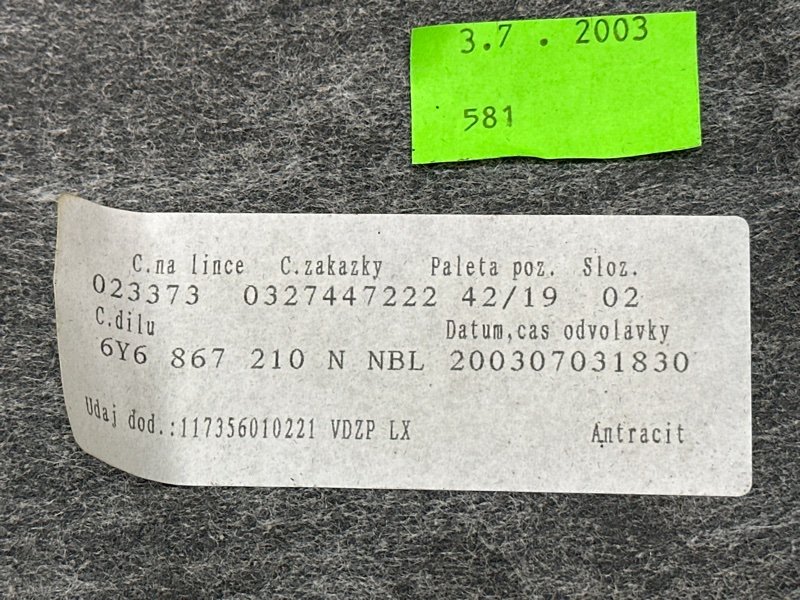 3.7 . 2003
581
C.na lince C.zakazky Paleta poz. Sloz.
023373 0327447222 42/19 02
C.dilu Datum,cas odvolavky
6Y6 867 210 N NBL 200307031830
Udaj dod.:117356010221 VDZP LX Antracit